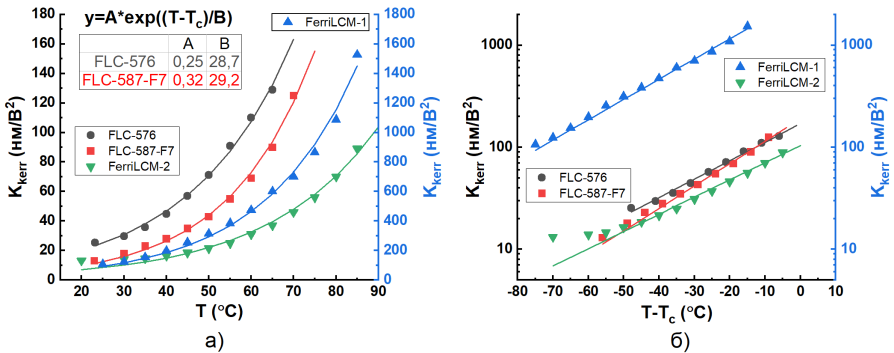 y=A*exp((T-Tc)/B)
A B
FLC-576 0,25 28,7
FLC-587-F7 0,32 29,2
FerriLCM-1
FLC-576
FLC-587-F7
FerriLCM-2
Kkerr (нм/В²)
180
160
140
120
100
80
60
40
20
0
Kkerr (нм/В²)
1800
1600
1400
1200
1000
800
600
400
200
0
20 30 40 50 60 70 80 90
T (°C)
а)
Kkerr (нм/В²)
1000
100
10
FerriLCM-1
FerriLCM-2
FLC-576
FLC-587-F7
Kkerr (нм/В²)
1000
100
10
-80 -70 -60 -50 -40 -30 -20 -10 0
T-Tc (°C)
б)